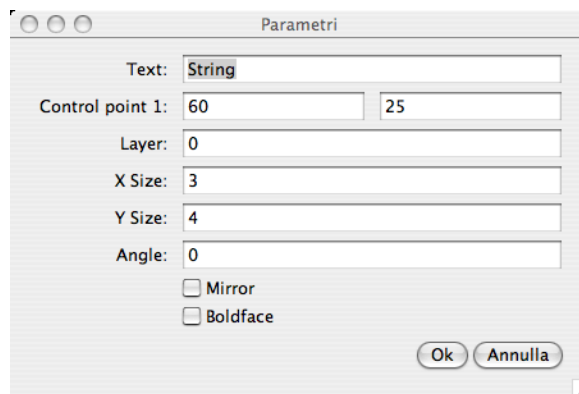 Parametri
Text: String
Control point 1: 60 25
Layer: 0
X Size: 3
Y Size: 4
Angle: 0
Mirror
Boldface
Ok Annulla